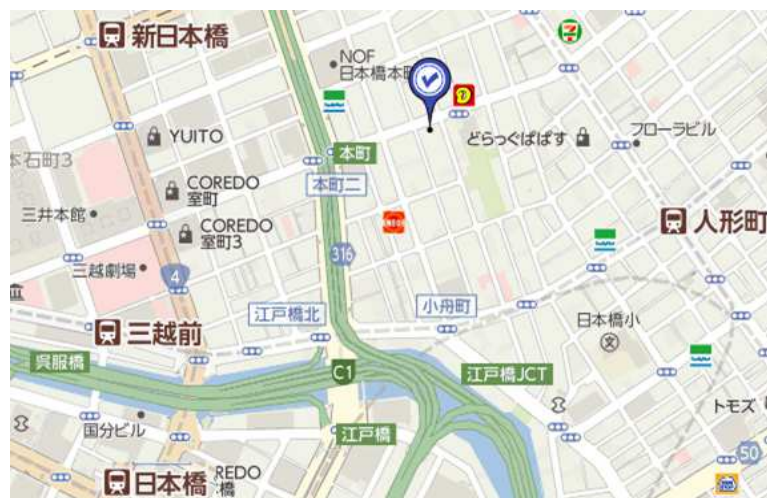 新日本橋
NOF
日本橋本町
YUITO
本町
どらっぐぱぱす
フローラビル
本石町3
COREDO
室町
本町二
三井本館
COREDO
室町3
ENEOS
人形町
三越劇場
4
316
江戸橋北
小舟町
日本橋小
文
三越前
呉服橋
C1
江戸橋JCT
国分ビル
江戸橋
トモズ
50
日本橋
REDO
橋